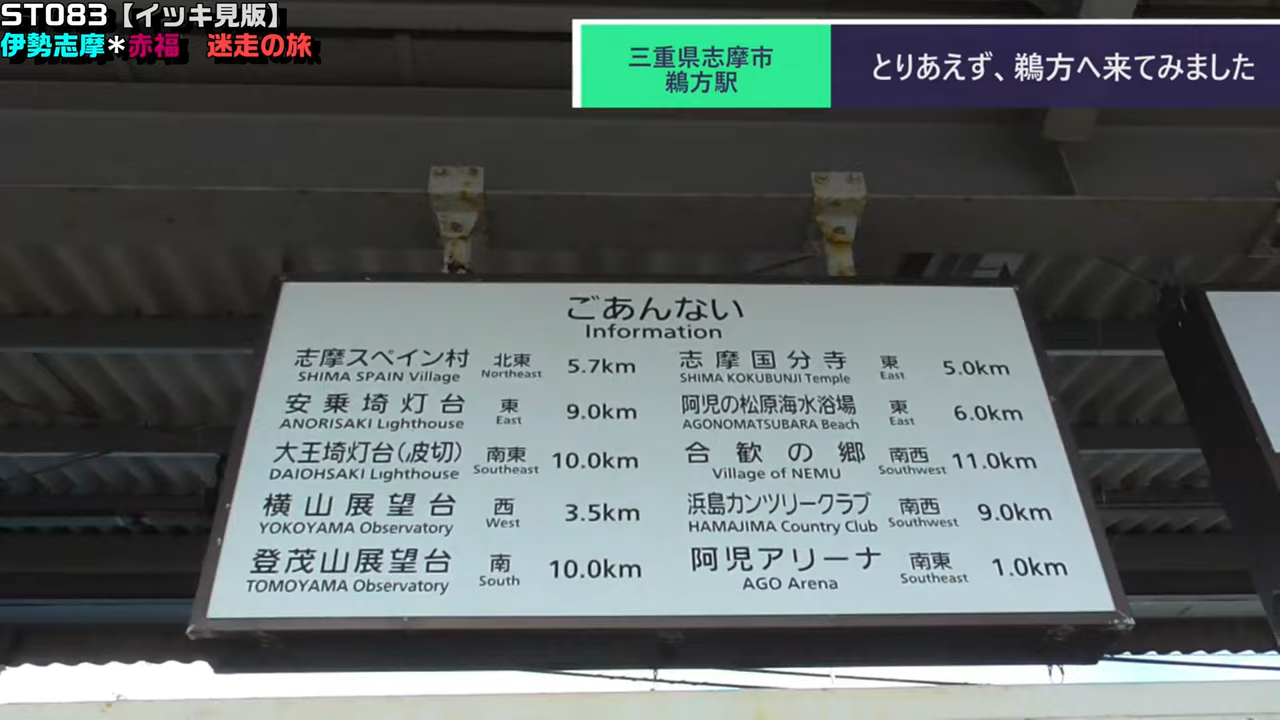 ST083【イッキ見版】
伊勢志摩*赤福 迷走の旅
三重県志摩市
鵜方駅
とりあえず、鵜方へ来てみました
ごあんない
Information
志摩スペイン村 北東 5.7km
SHIMA SPAIN Village Northeast
安乗埼灯台 東 9.0km
ANORISAKI Lighthouse East
大王埼灯台(波切) 南東 10.0km
DAIOHSAKI Lighthouse Southeast
横山展望台 西 3.5km
YOKOYAMA Observatory West
登茂山展望台 南 10.0km
TOMOYAMA Observatory South
志摩国分寺 東 5.0km
SHIMA KOKUBUNJI Temple East
阿児の松原海水浴場 東 6.0km
AGONOMATSUBARA Beach East
合歓の郷 南西 11.0km
Village of NEMU Southwest
浜島カンツリークラブ 南西 9.0km
HAMAJIMA Country Club Southwest
阿児アリーナ 南東 1.0km
AGO Arena Southeast